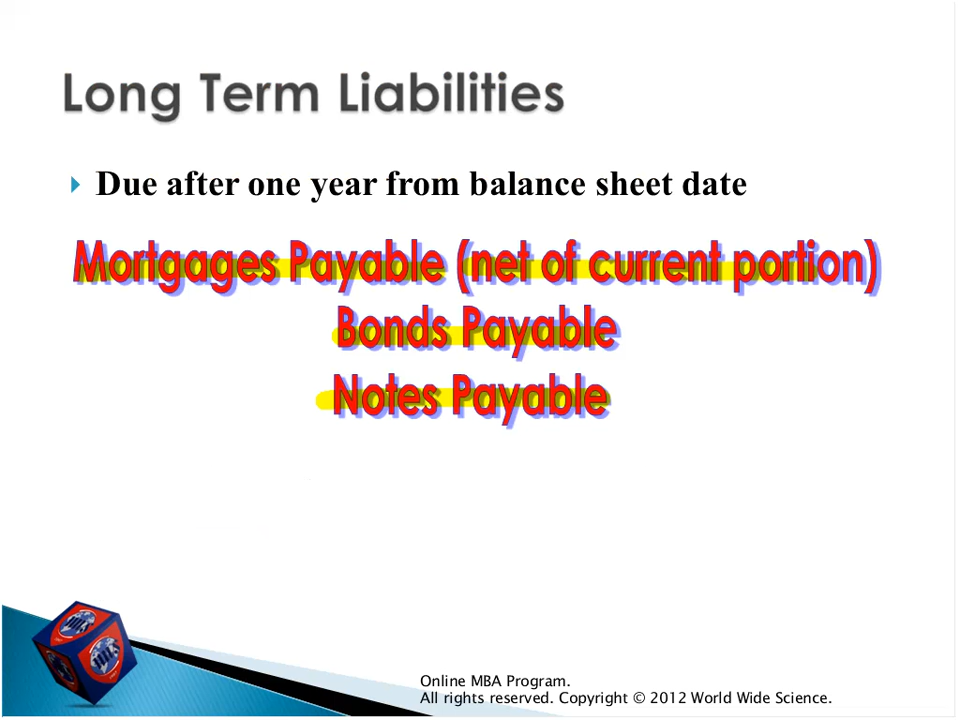 Long Term Liabilities
Due after one year from balance sheet date
Mortgages Payable (net of current portion)
Bonds Payable
Notes Payable
Online MBA Program.
All rights reserved. Copyright © 2012 World Wide Science.